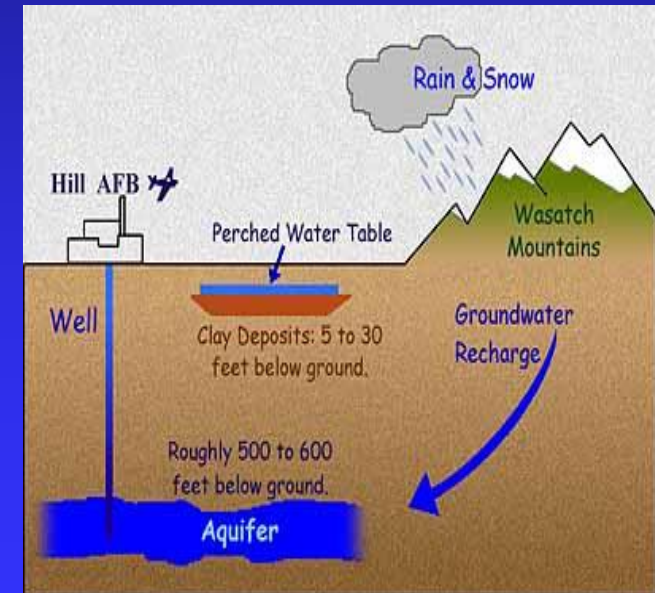 Rain & Snow
Hill AFB
Perched Water Table
Wasatch
Mountains
Well
Clay Deposits: 5 to 30
feet below ground.
Groundwater
Recharge
Roughly 500 to 600
feet below ground.
Aquifer